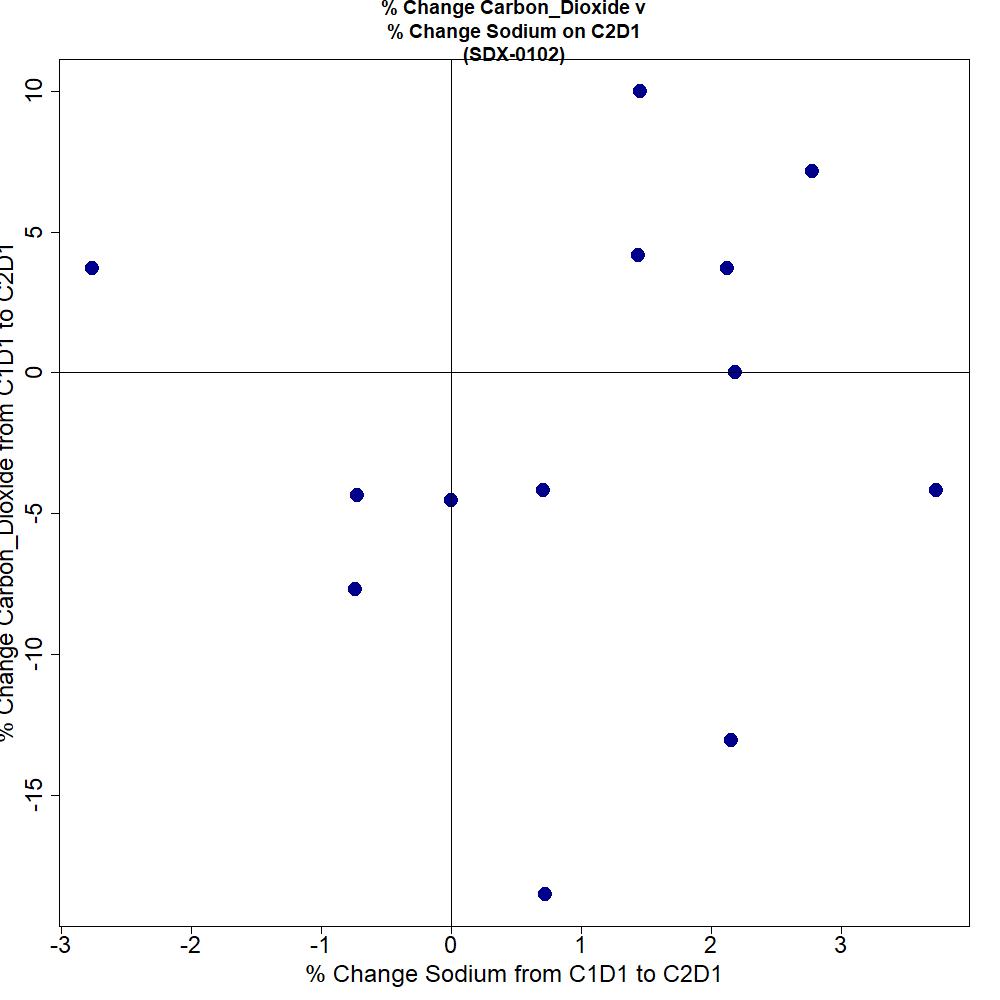 % Change Carbon_Dioxide v
% Change Sodium on C2D1
(SDX-0102)
% Change Carbon_Dioxide from C1D1 to C2D1
10
5
0
-5
-10
-15
-3 -2 -1 0 1 2 3
% Change Sodium from C1D1 to C2D1